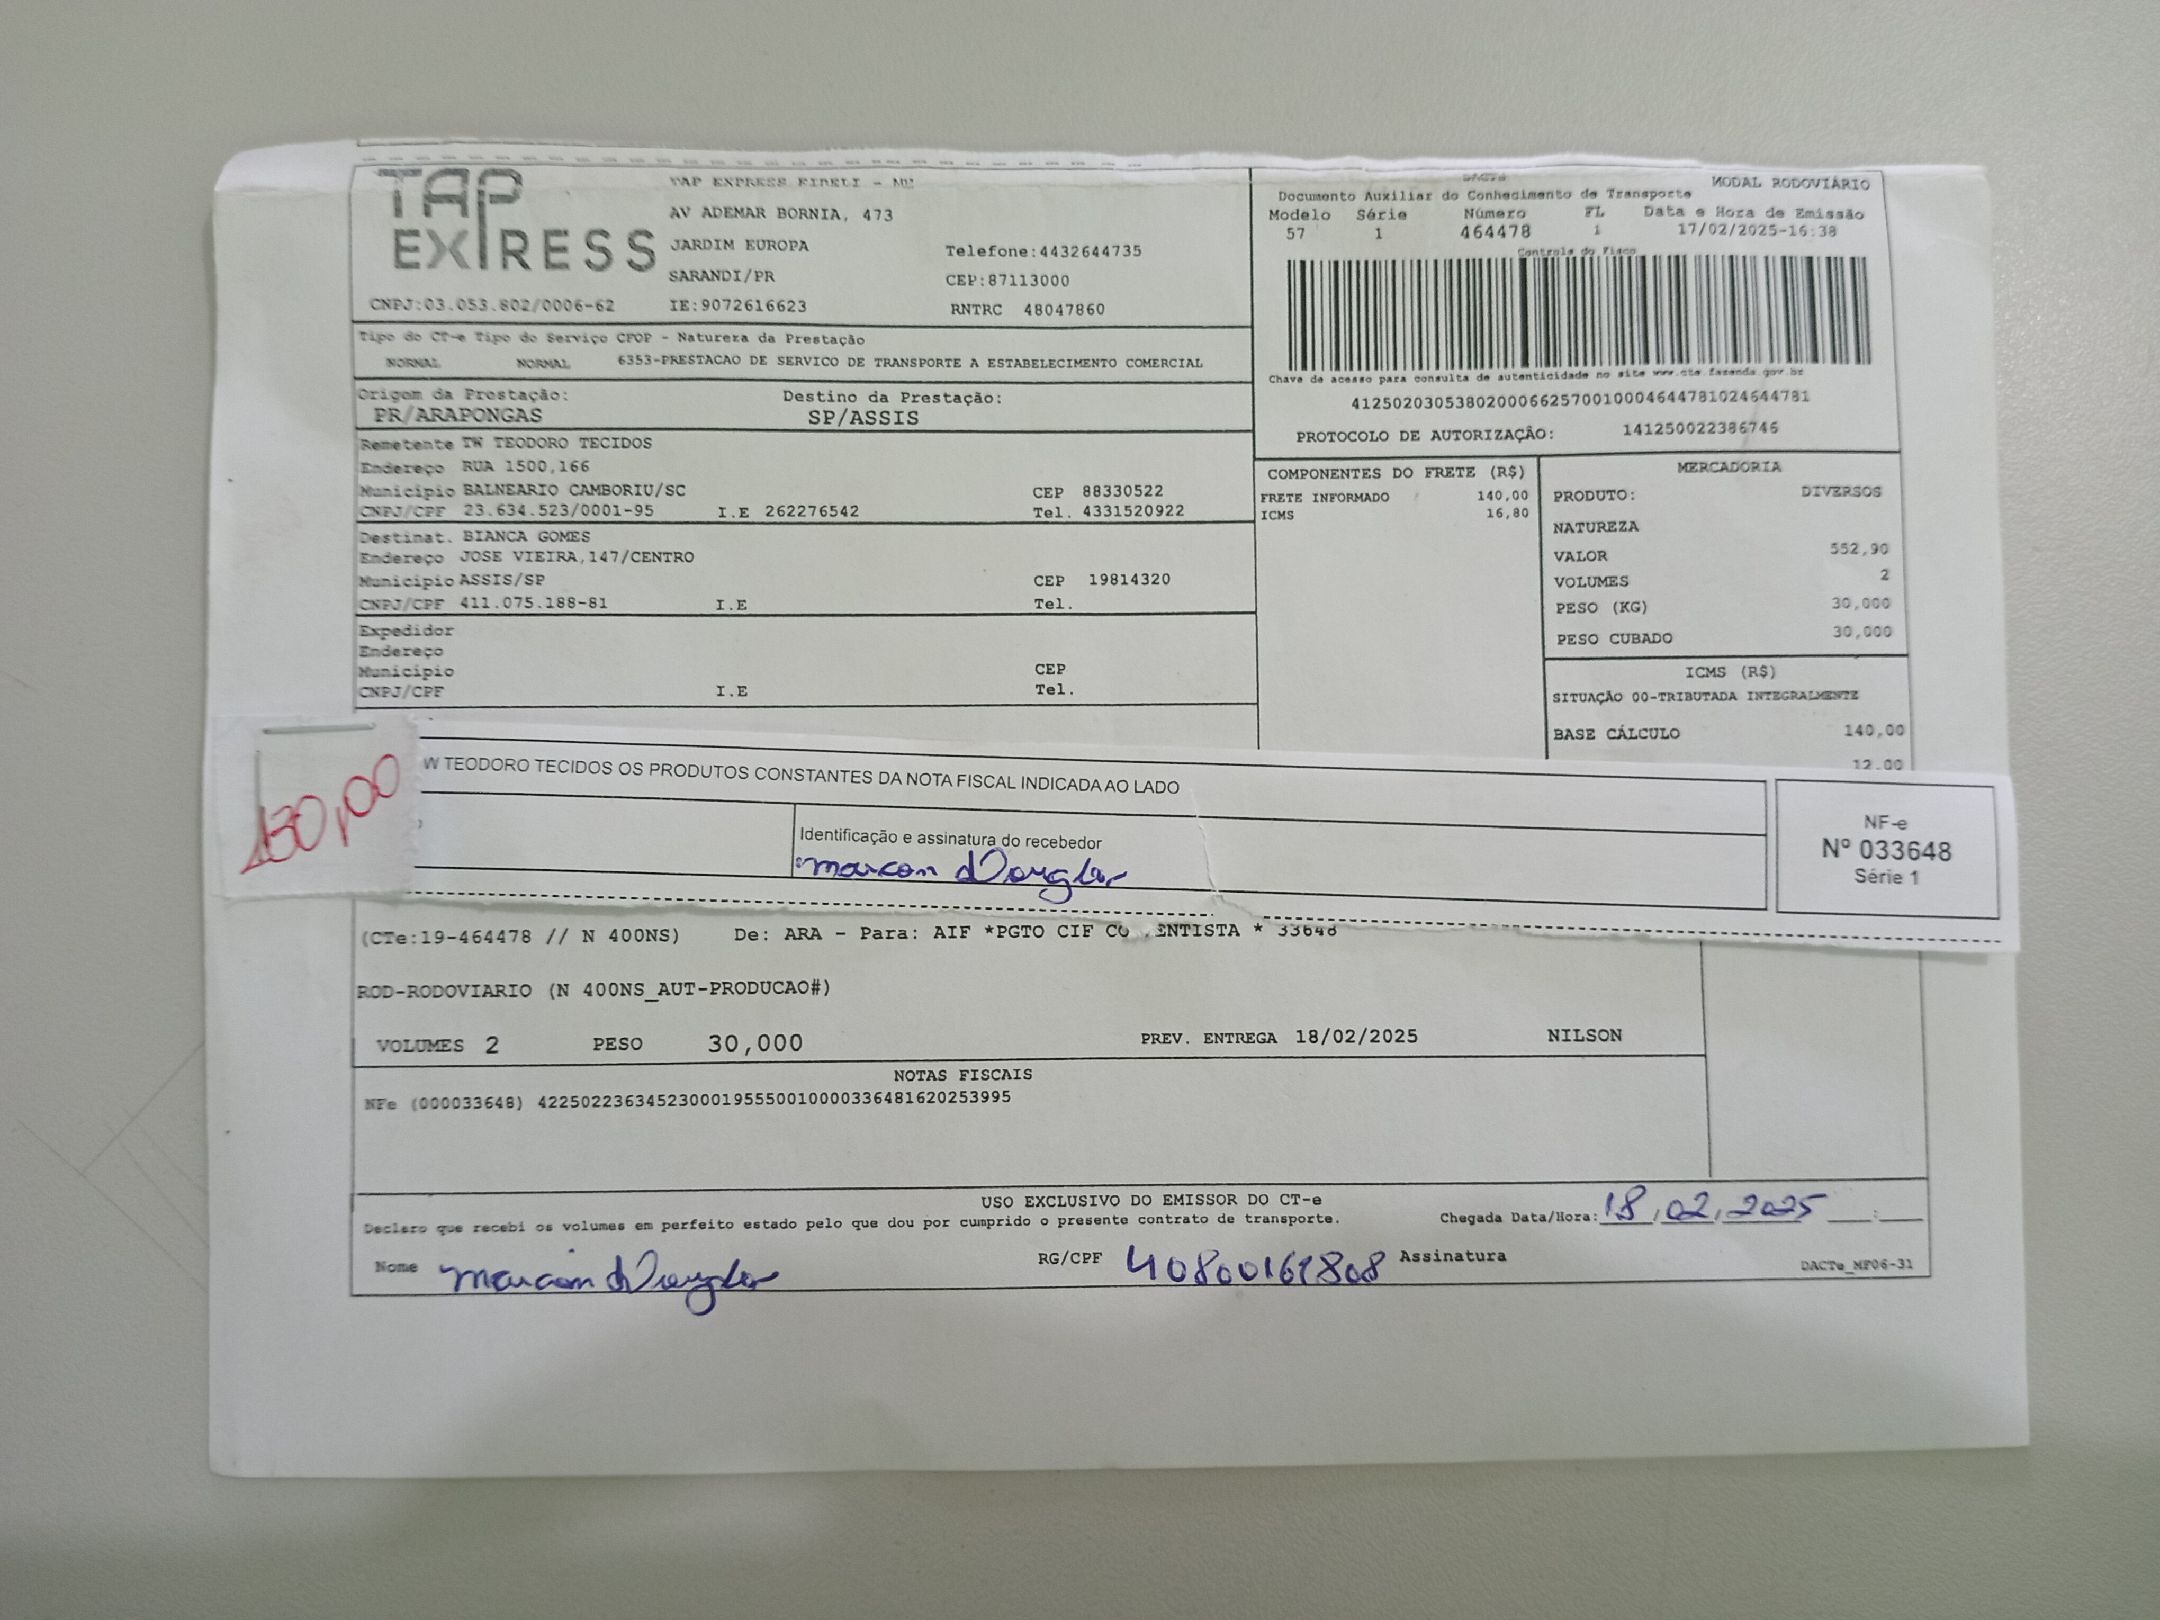 TAP EXPRESS
TAP EXPRESS EIRELI - ME
AV ADEMAR BORNIA, 473
JARDIM EUROPA
Telefone:4432644735
SARANDI/PR
CEP:87113000
CNPJ:03.053.802/0006-62
IE:9072616623
RNTRC 48047860
DACTE
MODAL RODOVIÁRIO
Documento Auxiliar do Conhecimento de Transporte
Modelo Série Número FL Data e Hora de Emissão
57 1 464478 1 17/02/2025-16:38
Controle do Fisco
Chave de acesso para consulta de autenticidade no site www.cte.fazenda.gov.br
41250203053802000662570010004644781024644781
PROTOCOLO DE AUTORIZAÇÃO: 141250022386746
Tipo do CT-e Tipo do Serviço CFOP - Natureza da Prestação
NORMAL NORMAL 6353-PRESTACAO DE SERVICO DE TRANSPORTE A ESTABELECIMENTO COMERCIAL
Origem da Prestação: Destino da Prestação:
PR/ARAPONGAS SP/ASSIS
Remetente TW TEODORO TECIDOS
Endereço RUA 1500,166
Município BALNEARIO CAMBORIU/SC CEP 88330522
CNPJ/CPF 23.634.523/0001-95 I.E 262276542 Tel. 4331520922
Destinat. BIANCA GOMES
Endereço JOSE VIEIRA,147/CENTRO
Município ASSIS/SP CEP 19814320
CNPJ/CPF 411.075.188-81 I.E Tel.
Expedidor
Endereço
Município CEP
CNPJ/CPF I.E Tel.
COMPONENTES DO FRETE (R$)
FRETE INFORMADO 140,00
ICMS 16,80
MERCADORIA
PRODUTO: DIVERSOS
NATUREZA
VALOR 552,90
VOLUMES 2
PESO (KG) 30,000
PESO CUBADO 30,000
ICMS (R$)
SITUAÇÃO 00-TRIBUTADA INTEGRALMENTE
BASE CÁLCULO 140,00
12.00
130,00
W TEODORO TECIDOS OS PRODUTOS CONSTANTES DA NOTA FISCAL INDICADA AO LADO
Identificação e assinatura do recebedor
NF-e
Nº 033648
Série 1
(CTe:19-464478 // N 400NS) De: ARA - Para: AIF *PGTO CIF CO ENTISTA * 33648
ROD-RODOVIARIO (N 400NS_AUT-PRODUCAO#)
VOLUMES 2 PESO 30,000 PREV. ENTREGA 18/02/2025 NILSON
NOTAS FISCAIS
NFe (000033648) 42250223634523000195550010000336481620253995
USO EXCLUSIVO DO EMISSOR DO CT-e
Declaro que recebi os volumes em perfeito estado pelo que dou por cumprido o presente contrato de transporte.
Chegada Data/Hora: 18/02/2025 __:__
Nome
RG/CPF 40800161808 Assinatura
DACTe_MF06-31